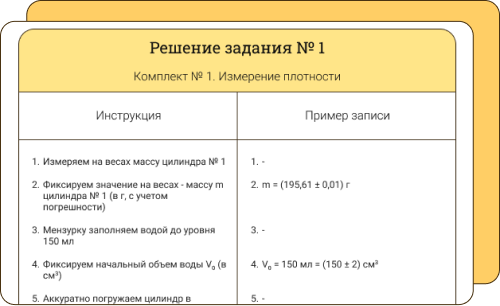 Решение задания № 1
Комплект № 1. Измерение плотности
Инструкция
Пример записи
1. Измеряем на весах массу цилиндра № 1
1. -
2. Фиксируем значение на весах - массу m
цилиндра № 1 (в г, с учетом
погрешности)
2. m = (195,61 ± 0,01) г
3. Мензурку заполняем водой до уровня
150 мл
3. -
4. Фиксируем начальный объем воды V₀ (в
см³)
4. V₀ = 150 мл = (150 ± 2) см³
5. Аккуратно погружаем цилиндр в
5. -